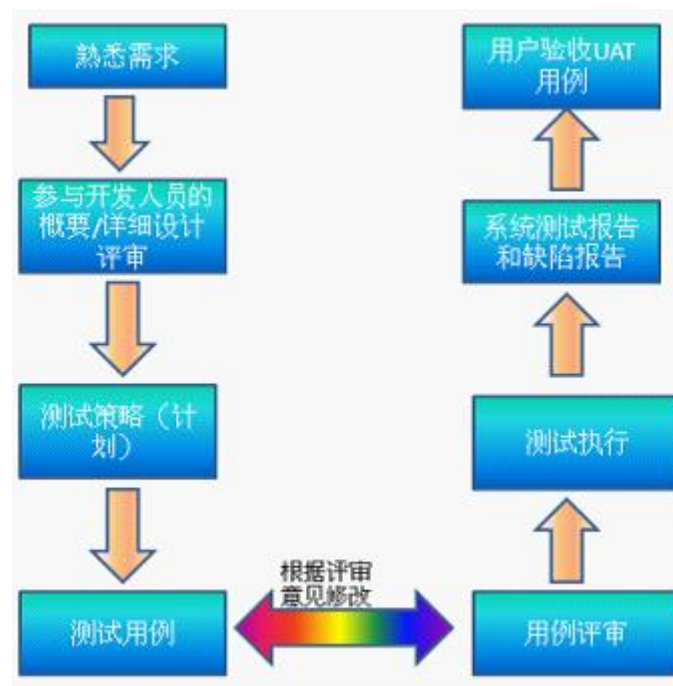 熟悉需求
参与开发人员的
概要/详细设计
评审
测试策略（计
划）
测试用例
根据评审
意见修改
用例评审
测试执行
系统测试报告
和缺陷报告
用户验收UAT
用例